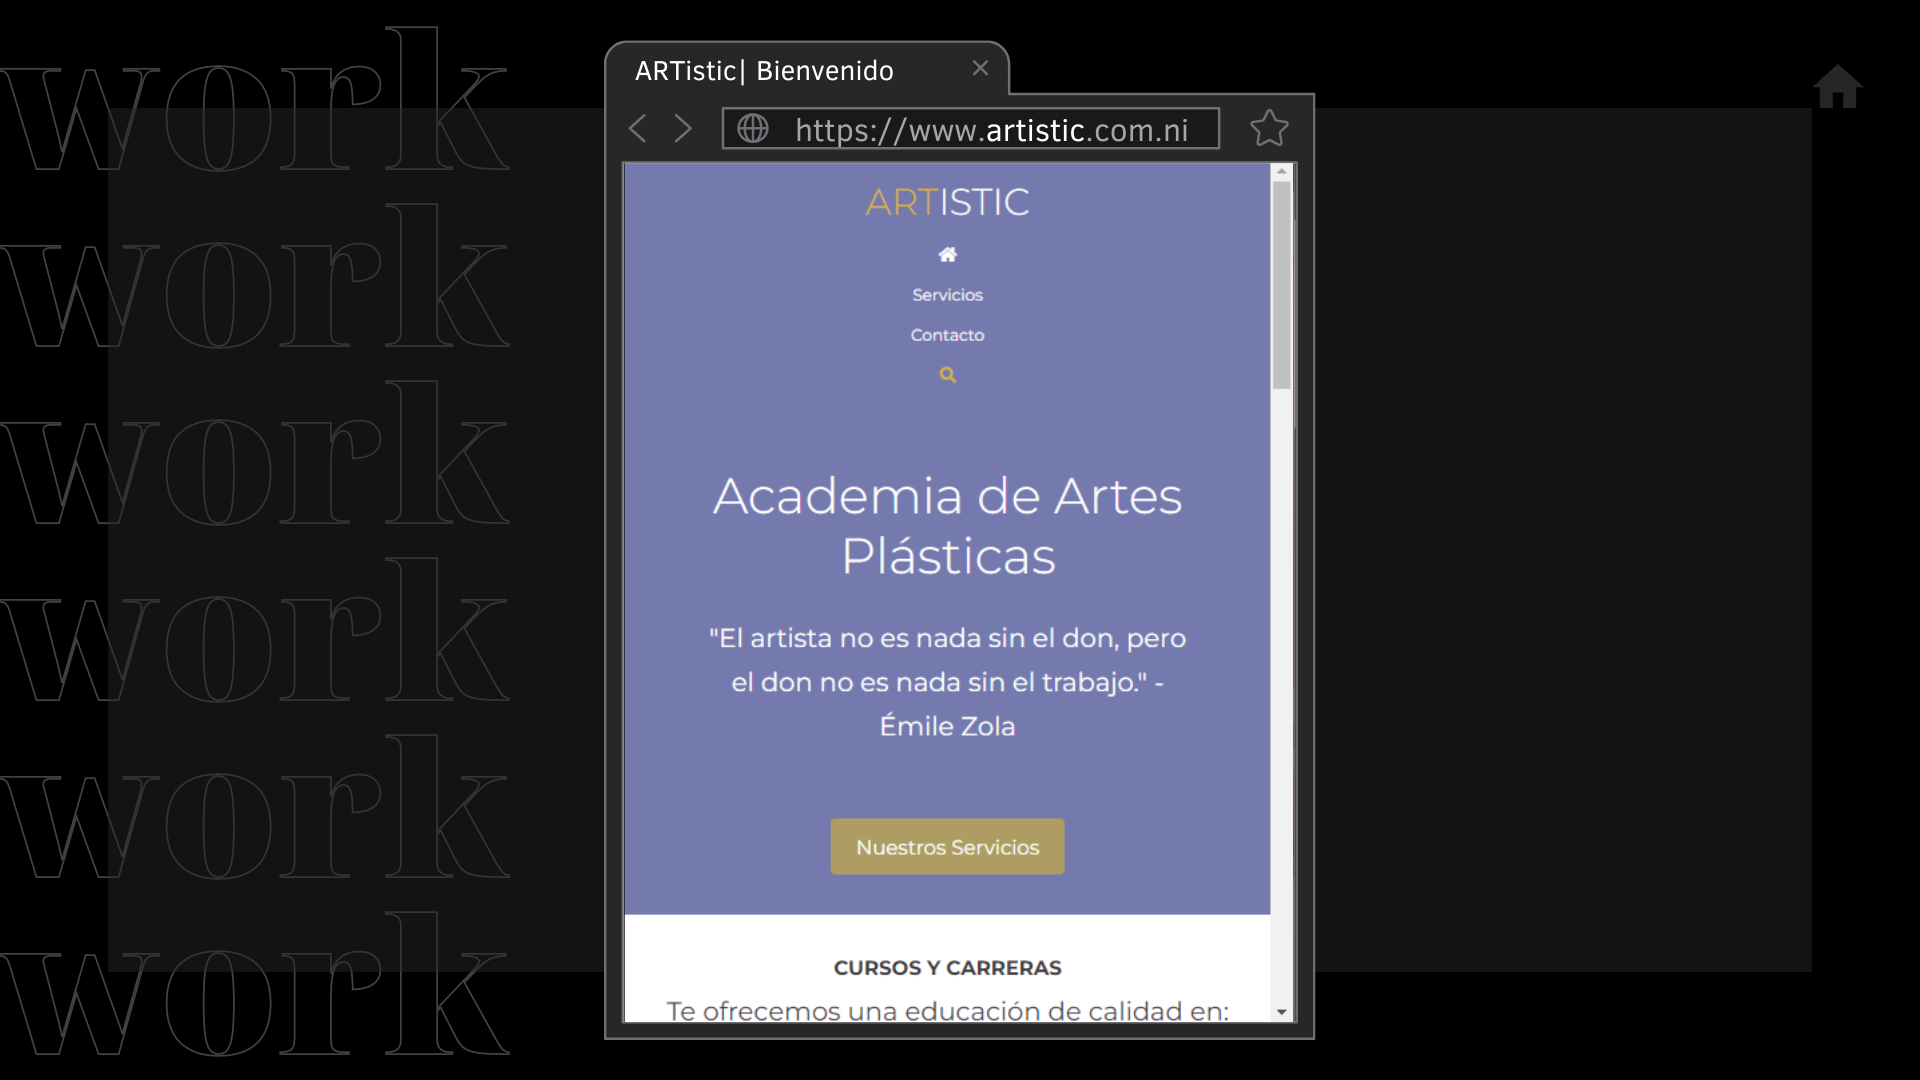 work
work
work
work
work
work
ARTistic| Bienvenido
https://www.artistic.com.ni
ARTISTIC
Servicios
Contacto
Academia de Artes
Plásticas
"El artista no es nada sin el don, pero
el don no es nada sin el trabajo." -
Émile Zola
Nuestros Servicios
CURSOS Y CARRERAS
Te ofrecemos una educación de calidad en: